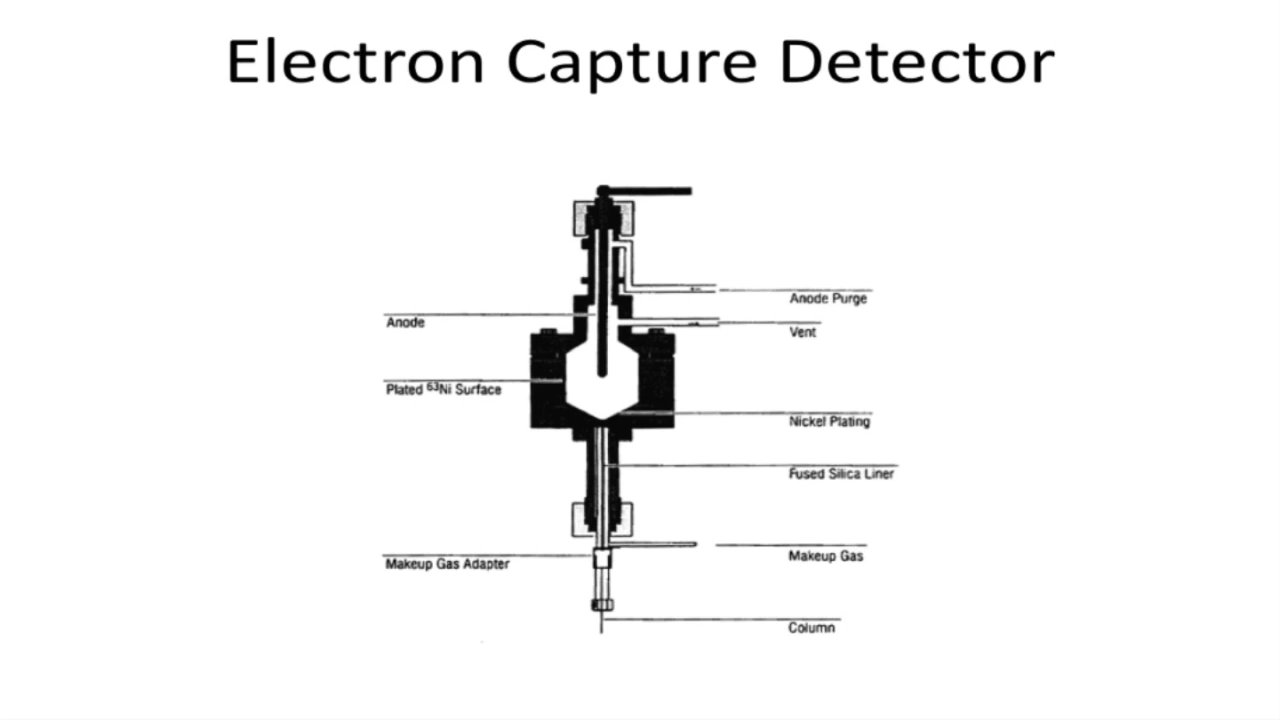 Electron Capture Detector
Anode Purge
Anode
Vent
Plated ⁶³Ni Surface
Nickel Plating
Fused Silica Liner
Makeup Gas
Makeup Gas Adapter
Column